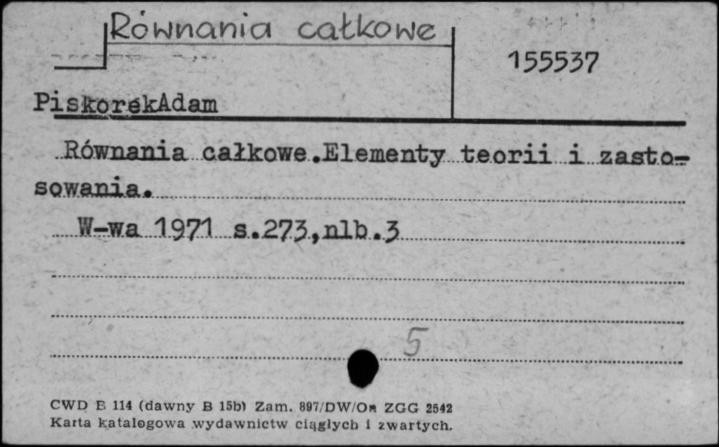 Równania całkowe
155537
PiskorekAdam
Równania całkowe.Elementy teorii i zasto-
sowania.
W-wa 1971 s.273,nlb.3
5
CWD B 114 (dawny B 15b) Zam. 897/DW/Om ZGG 2542
Karta katalogowa wydawnictw ciągłych i zwartych.